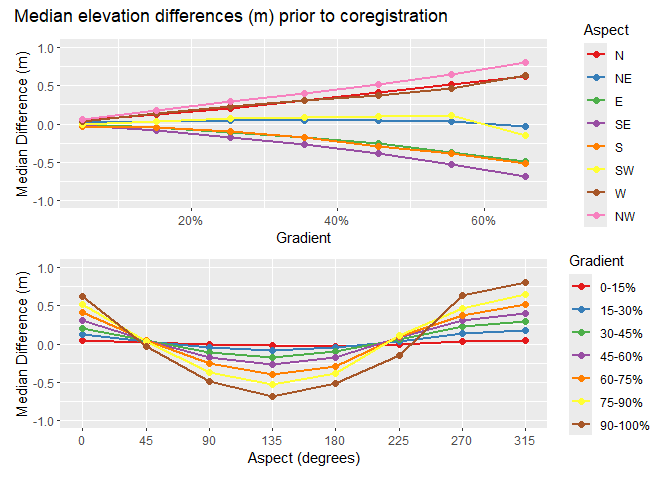 Median elevation differences (m) prior to coregistration
Median Difference (m)
1.0
0.5
0.0
-0.5
-1.0
20%
40%
60%
Gradient
Aspect
N
NE
E
SE
S
SW
W
NW
Median Difference (m)
1.0
0.5
0.0
-0.5
-1.0
0
45
90
135
180
225
270
315
Aspect (degrees)
Gradient
0-15%
15-30%
30-45%
45-60%
60-75%
75-90%
90-100%